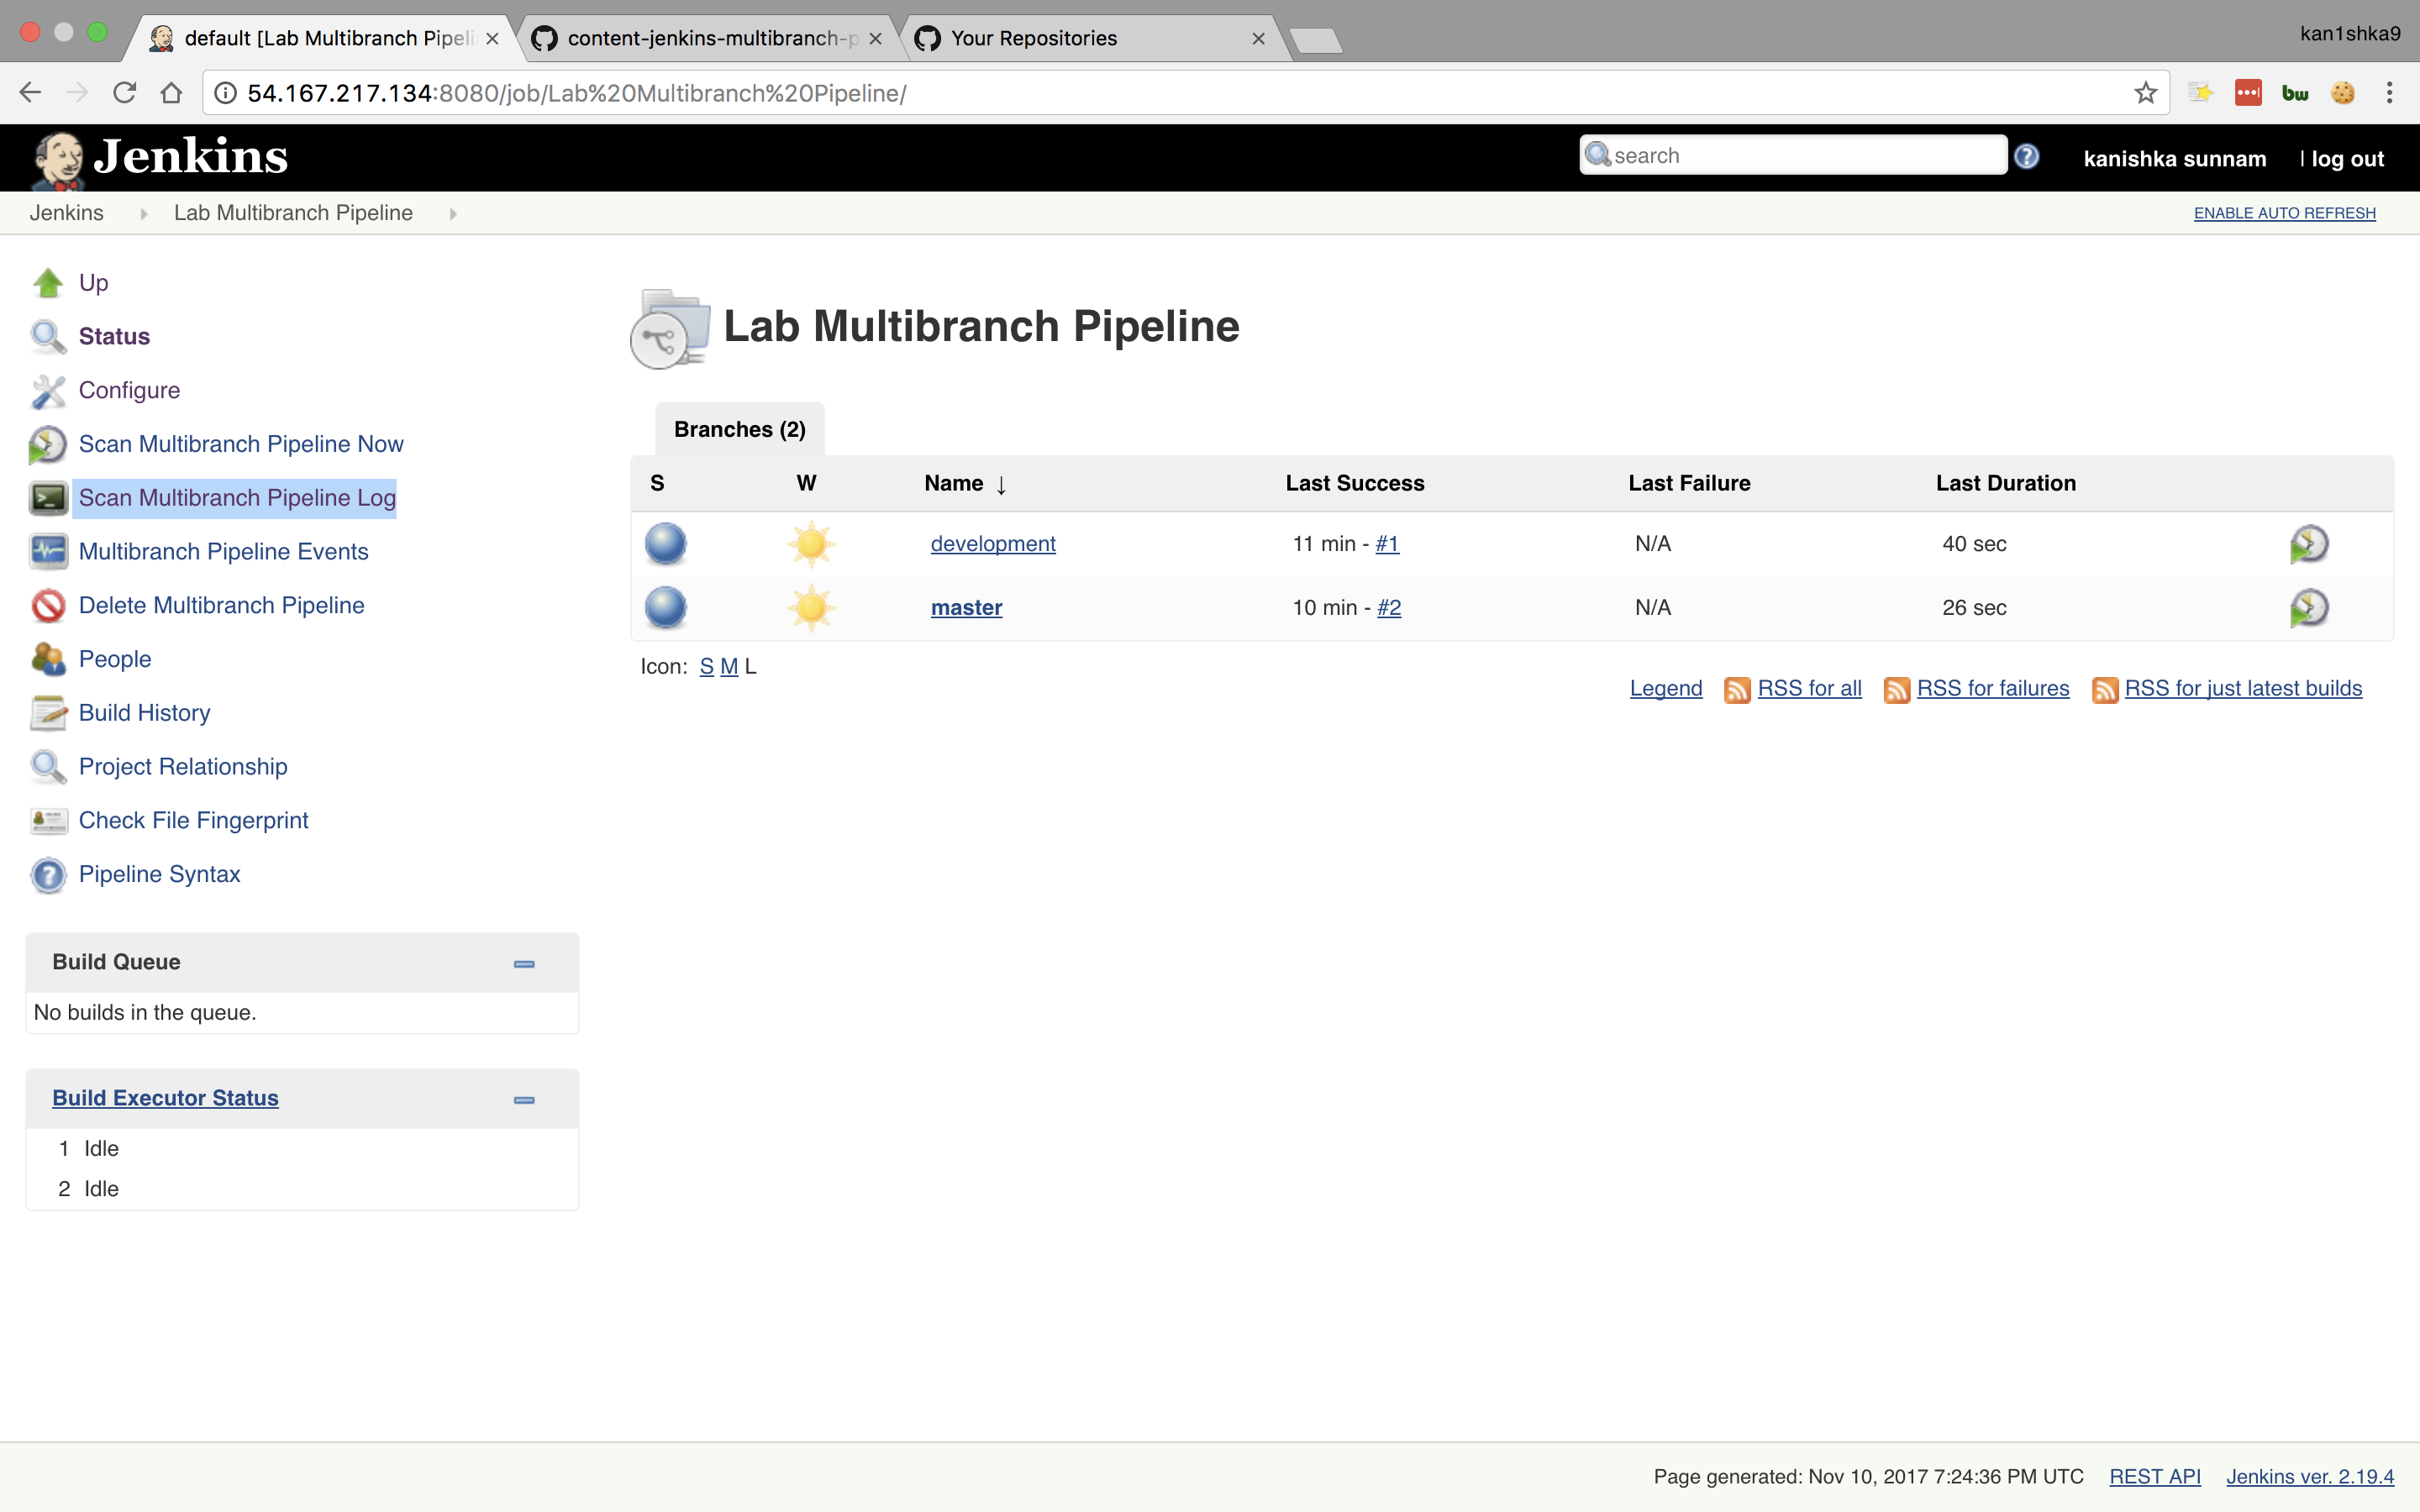 default [Lab Multibranch Pipeli
content-jenkins-multibranch-p
Your Repositories
kan1shka9
54.167.217.134:8080/job/Lab%20Multibranch%20Pipeline/
bw
Jenkins
search
kanishka sunnam | log out
Jenkins
Lab Multibranch Pipeline
ENABLE AUTO REFRESH
Up
Status
Configure
Scan Multibranch Pipeline Now
Scan Multibranch Pipeline Log
Multibranch Pipeline Events
Delete Multibranch Pipeline
People
Build History
Project Relationship
Check File Fingerprint
Pipeline Syntax
Build Queue
No builds in the queue.
Build Executor Status
1 Idle
2 Idle
Lab Multibranch Pipeline
Branches (2)
S W Name ↓ Last Success Last Failure Last Duration
development 11 min - #1 N/A 40 sec
master 10 min - #2 N/A 26 sec
Icon: S M L
Legend RSS for all RSS for failures RSS for just latest builds
Page generated: Nov 10, 2017 7:24:36 PM UTC REST API Jenkins ver. 2.19.4